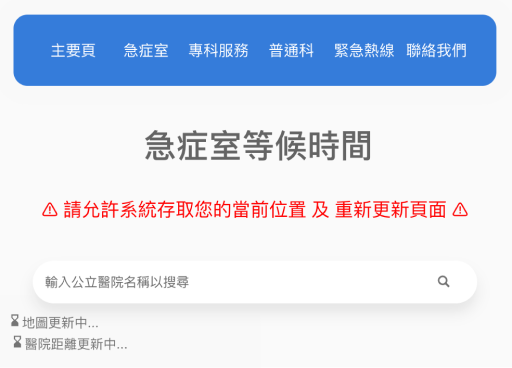 主要頁 急症室 專科服務 普通科 緊急熱線 聯絡我們
急症室等候時間
⚠ 請允許系統存取您的當前位置 及 重新更新頁面 ⚠
輸入公立醫院名稱以搜尋
地圖更新中...
醫院距離更新中...